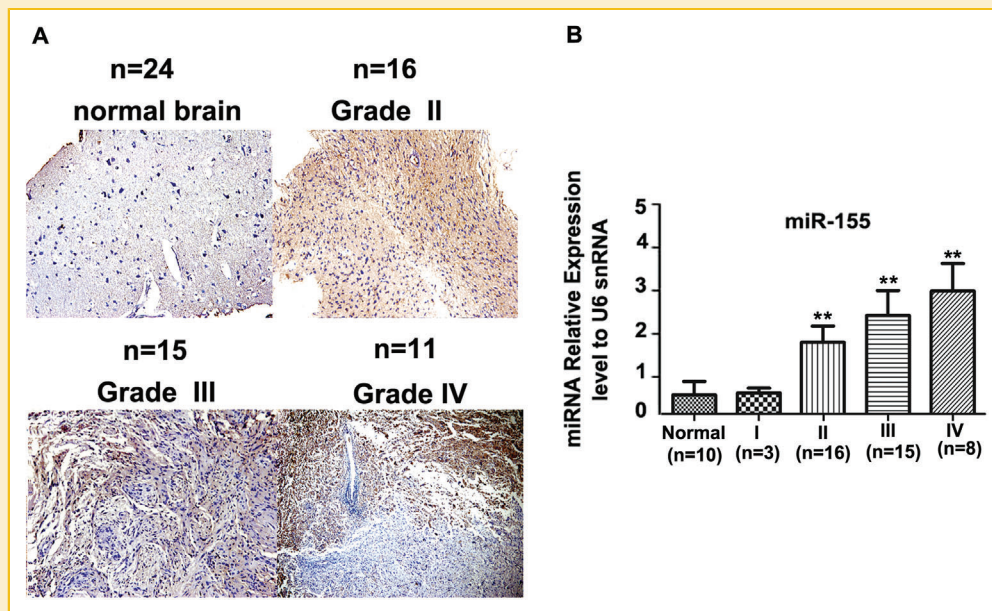 A
n=24
normal brain
n=16
Grade II
n=15
Grade III
n=11
Grade IV
B
miRNA Relative Expression
level to U6 snRNA
5
4
3
2
1
0
miR-155
**
**
**
Normal
(n=10)
I
(n=3)
II
(n=16)
III
(n=15)
IV
(n=8)